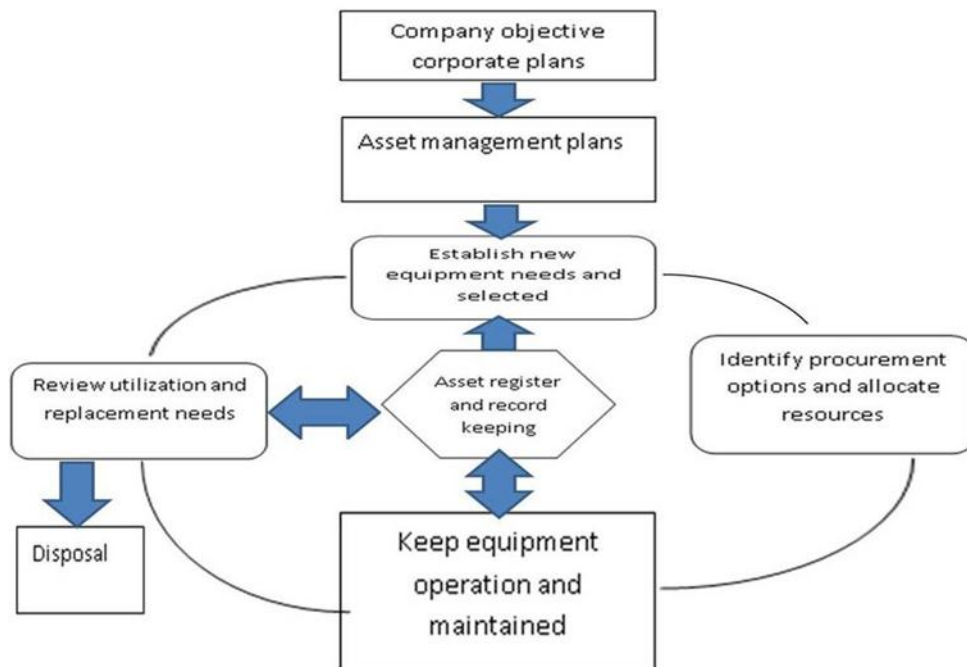 Company objective
corporate plans
Asset management plans
Establish new
equipment needs and
selected
Review utilization and
replacement needs
Asset register
and record
keeping
Identify procurement
options and allocate
resources
Disposal
Keep equipment
operation and
maintained